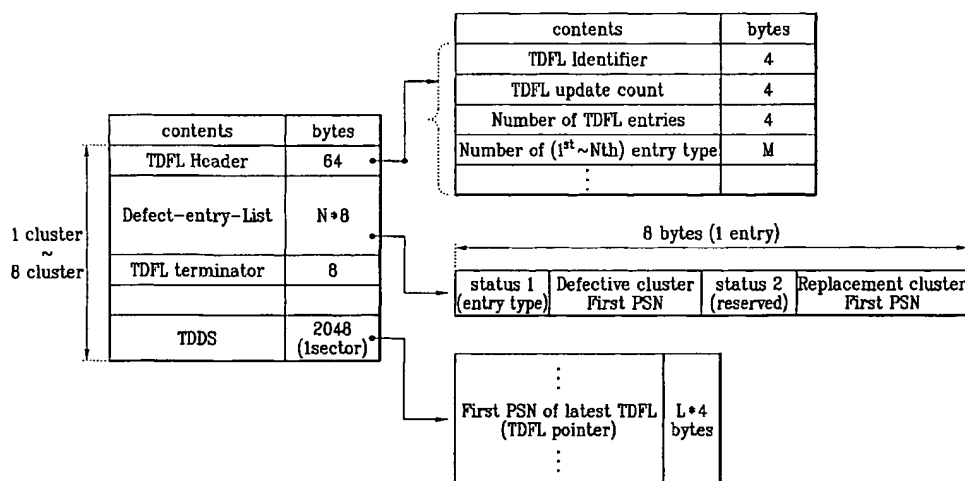 contents bytes
TDFL Identifier 4
TDFL update count 4
Number of TDFL entries 4
Number of (1st~Nth) entry type M
⋮
contents bytes
TDFL Header 64
Defect-entry-List N*8
TDFL terminator 8
TDDS 2048
(1sector)
1 cluster
~
8 cluster
8 bytes (1 entry)
status 1 Defective cluster status 2 Replacement cluster
(entry type) First PSN (reserved) First PSN
⋮
First PSN of latest TDFL L*4
(TDFL pointer) bytes
⋮